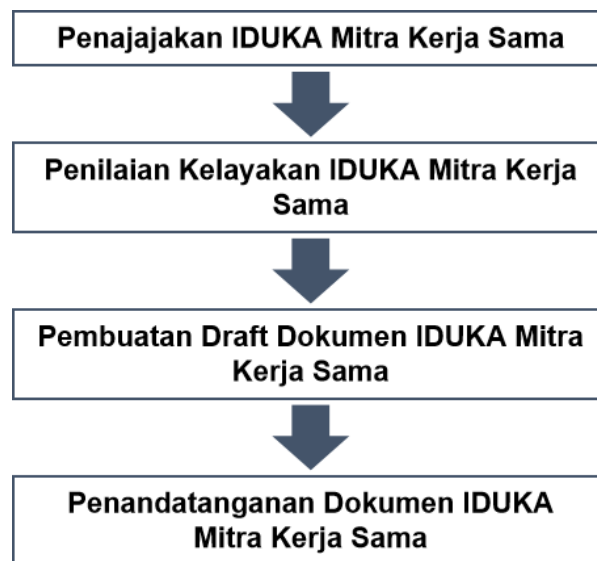 Penajajakan IDUKA Mitra Kerja Sama
Penilaian Kelayakan IDUKA Mitra Kerja
Sama
Pembuatan Draft Dokumen IDUKA Mitra
Kerja Sama
Penandatanganan Dokumen IDUKA
Mitra Kerja Sama